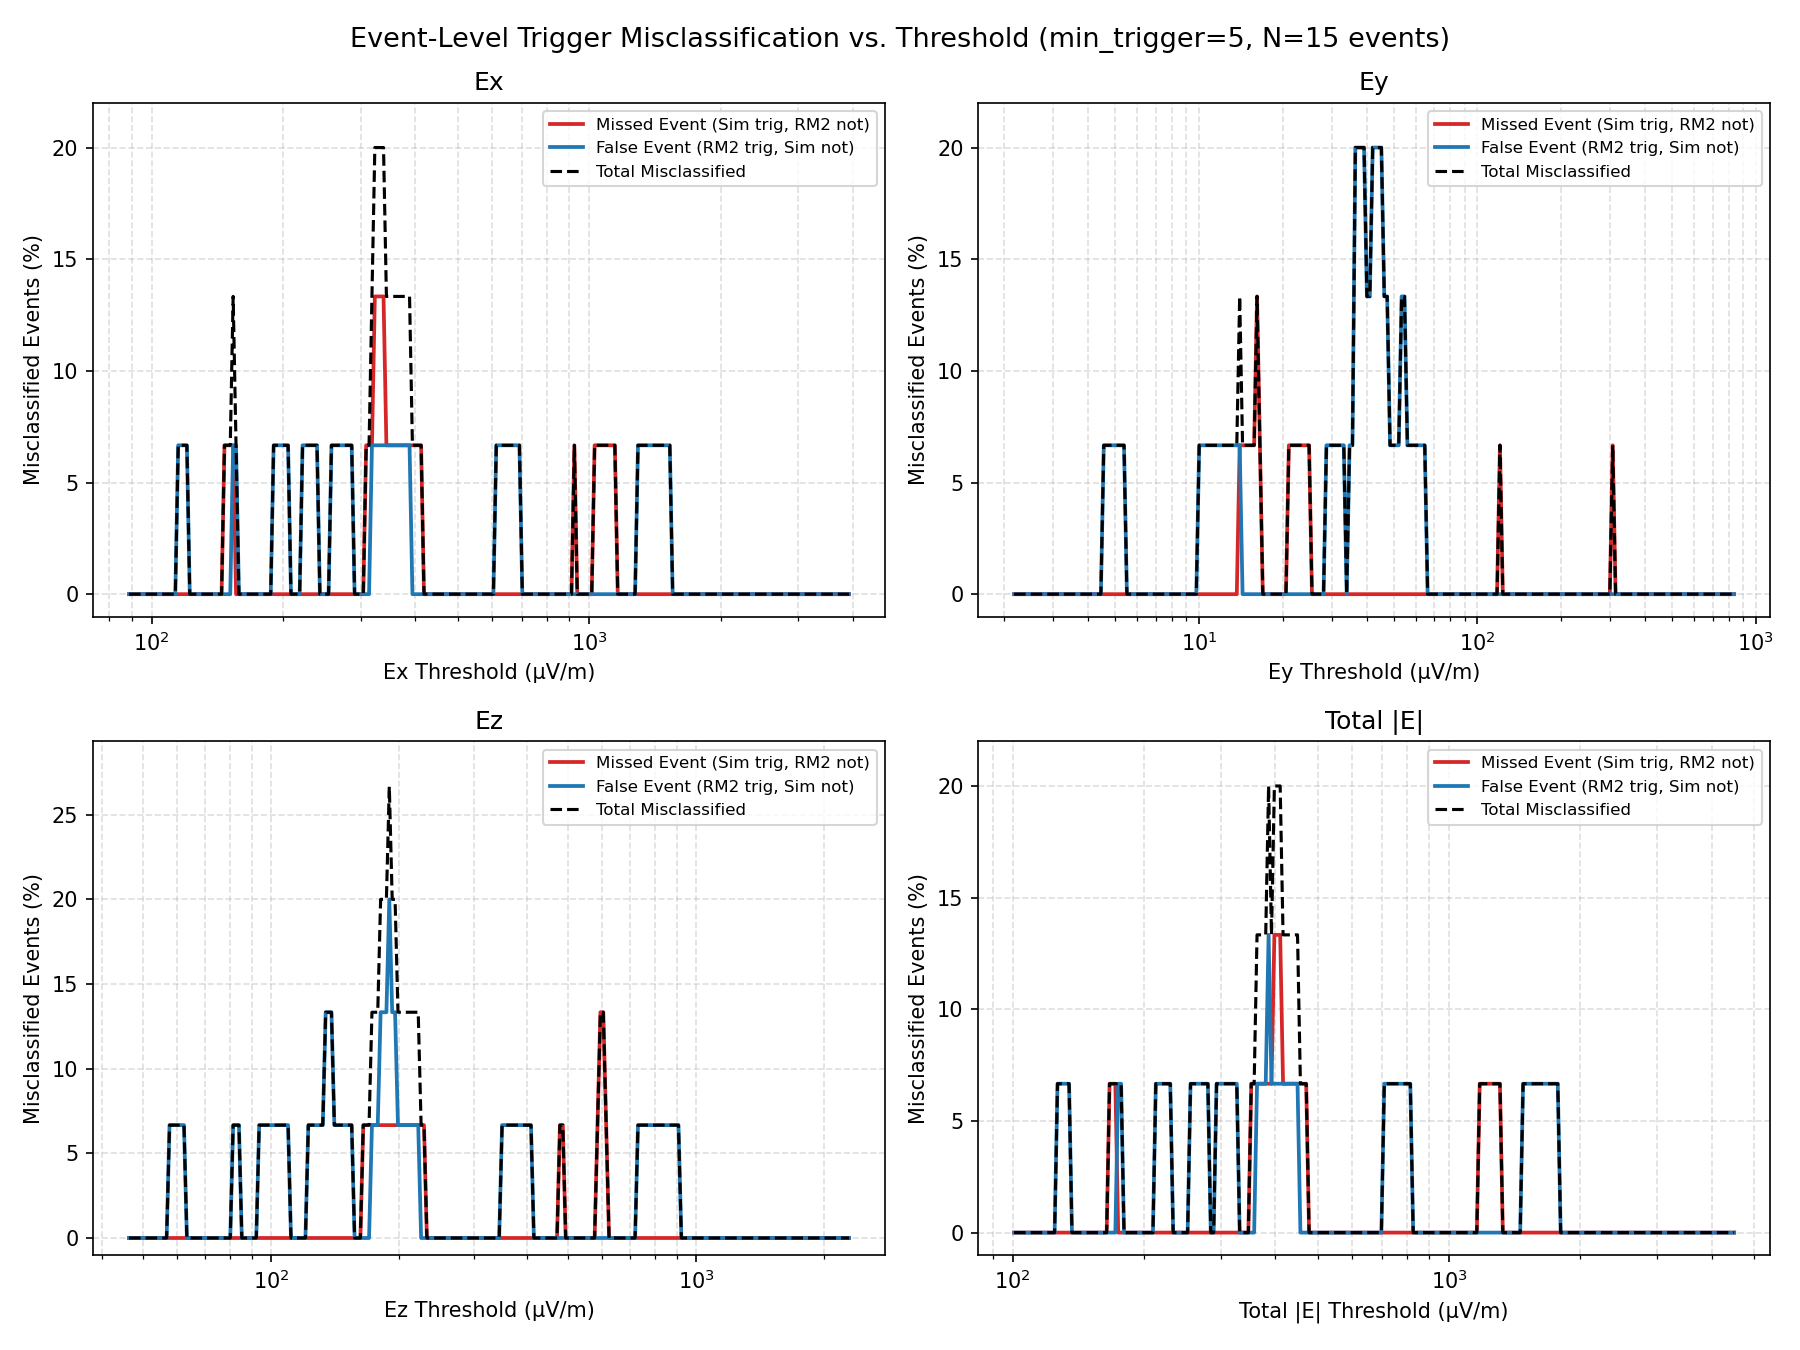 Event-Level Trigger Misclassification vs. Threshold (min_trigger=5, N=15 events)
Ex
Missed Event (Sim trig, RM2 not)
False Event (RM2 trig, Sim not)
Total Misclassified
Misclassified Events (%)
20
15
10
5
0
10²
10³
Ex Threshold (µV/m)
Ey
Missed Event (Sim trig, RM2 not)
False Event (RM2 trig, Sim not)
Total Misclassified
Misclassified Events (%)
20
15
10
5
0
10¹
10²
10³
Ey Threshold (µV/m)
Ez
Missed Event (Sim trig, RM2 not)
False Event (RM2 trig, Sim not)
Total Misclassified
Misclassified Events (%)
25
20
15
10
5
0
10²
10³
Ez Threshold (µV/m)
Total |E|
Missed Event (Sim trig, RM2 not)
False Event (RM2 trig, Sim not)
Total Misclassified
Misclassified Events (%)
20
15
10
5
0
10²
10³
Total |E| Threshold (µV/m)